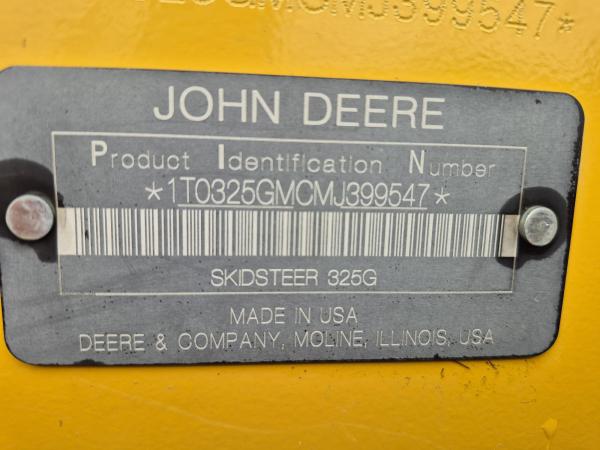 JOHN DEERE
Product Identification Number
*1T0325GMCMJ399547*
SKIDSTEER 325G
MADE IN USA
DEERE & COMPANY, MOLINE, ILLINOIS, USA